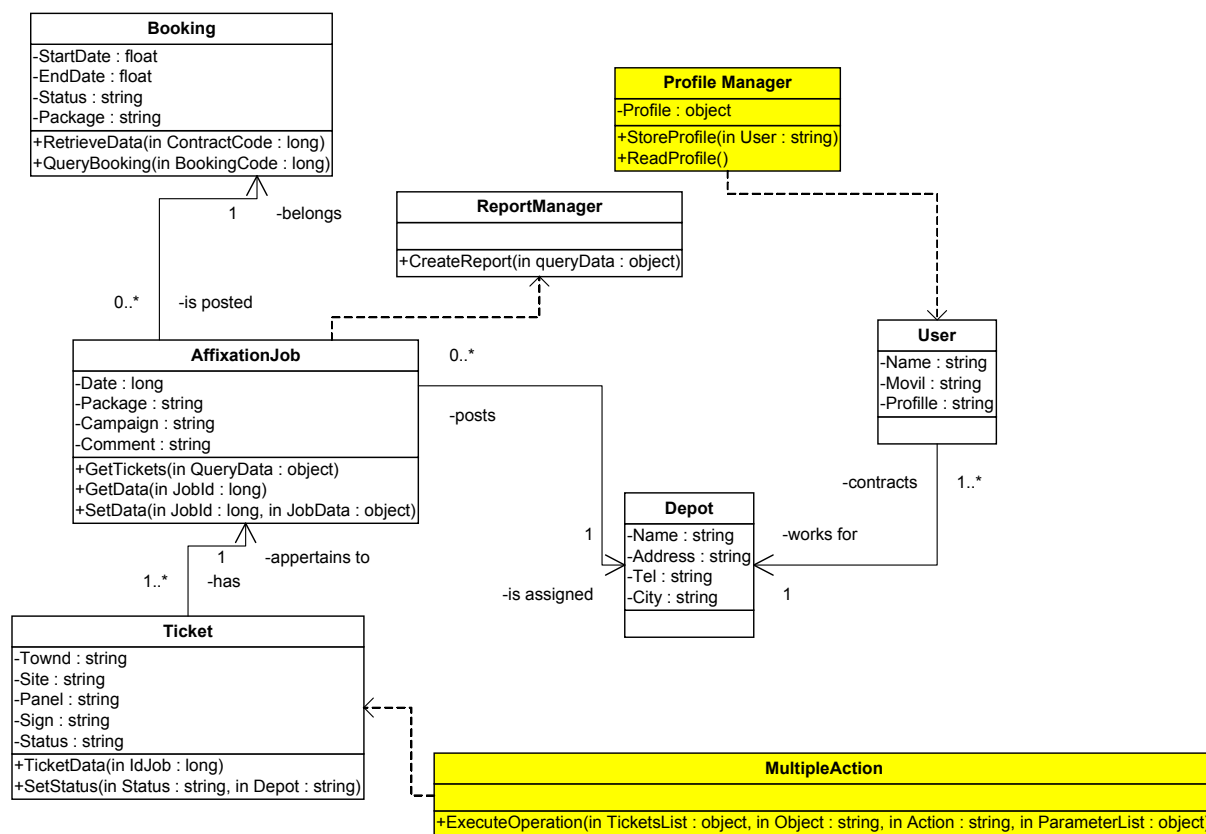 Booking
-StartDate : float
-EndDate : float
-Status : string
-Package : string
+RetrieveData(in ContractCode : long)
+QueryBooking(in BookingCode : long)
Profile Manager
-Profile : object
+StoreProfile(in User : string)
+ReadProfile()
1
-belongs
ReportManager
+CreateReport(in queryData : object)
0..*
-is posted
AffixationJob
-Date : long
-Package : string
-Campaign : string
-Comment : string
+GetTickets(in QueryData : object)
+GetData(in JobId : long)
+SetData(in JobId : long, in JobData : object)
0..*
-posts
User
-Name : string
-Movil : string
-Profille : string
-contracts
1..*
Depot
-Name : string
-Address : string
-Tel : string
-City : string
1
-is assigned
-works for
1
1
-appertains to
1..*
-has
Ticket
-Townd : string
-Site : string
-Panel : string
-Sign : string
-Status : string
+TicketData(in IdJob : long)
+SetStatus(in Status : string, in Depot : string)
MultipleAction
+ExecuteOperation(in TicketsList : object, in Object : string, in Action : string, in ParameterList : object)